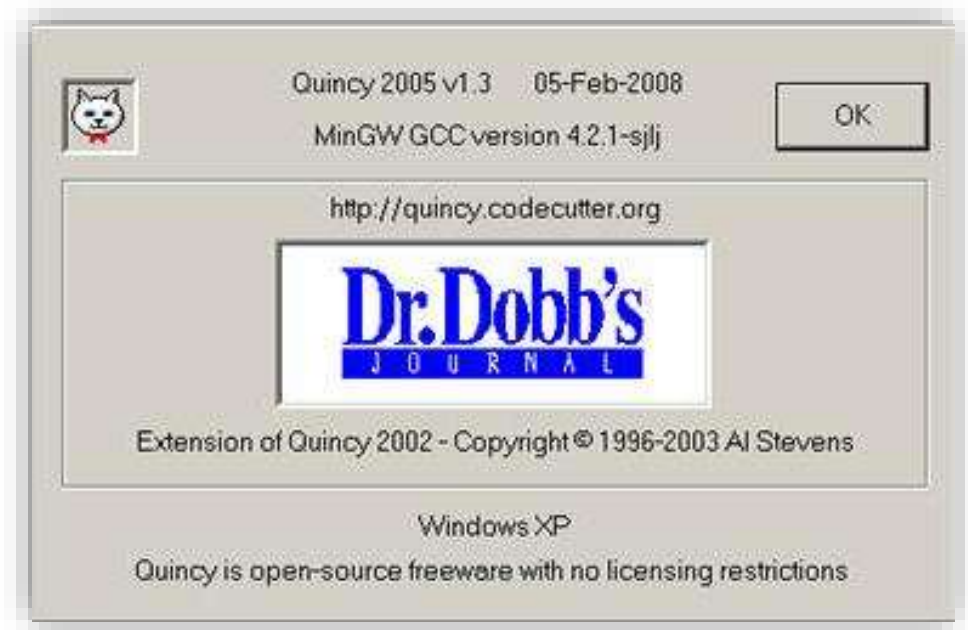 Quincy 2005 v1.3 05-Feb-2008
MinGW GCC version 4.2.1-sjlj
OK
http://quincy.codecutter.org
Dr. Dobb's
JOURNAL
Extension of Quincy 2002 - Copyright © 1996-2003 Al Stevens
Windows XP
Quincy is open-source freeware with no licensing restrictions